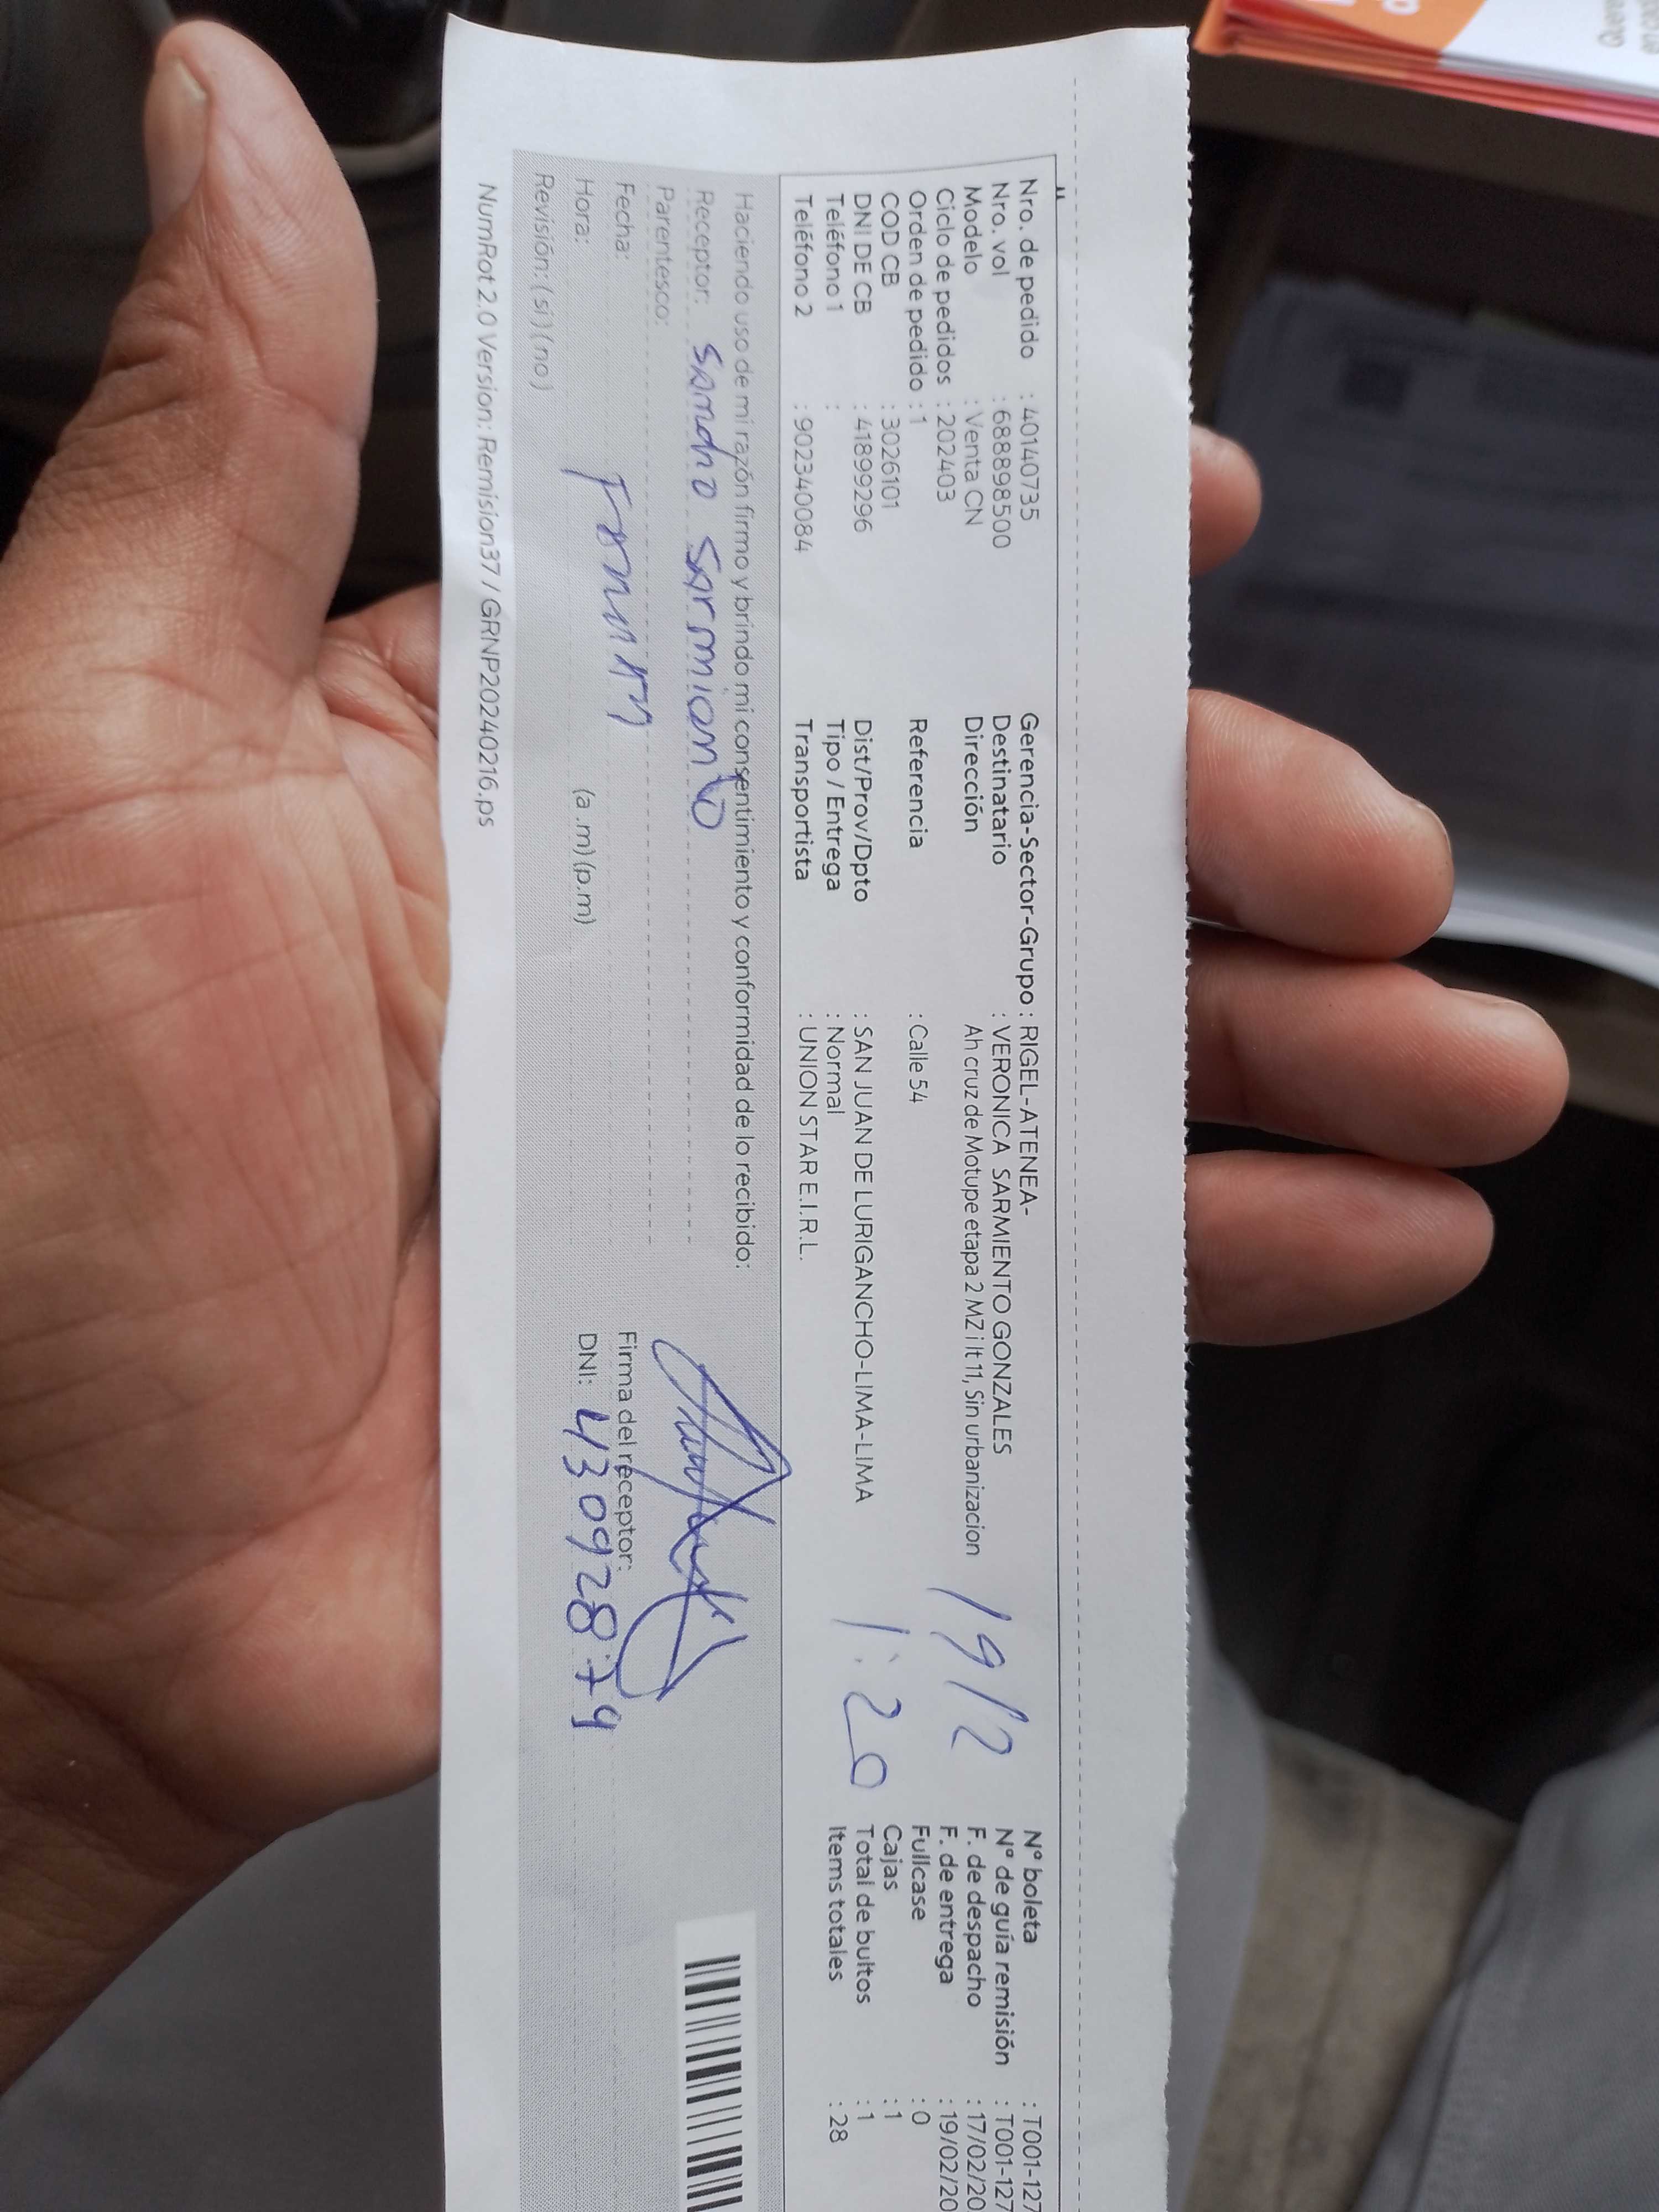 Nro. de pedido : 40140735
Nro. vol : 688898500
Modelo : Venta CN
Ciclo de pedidos : 202403
Orden de pedido : 1
COD CB : 3026101
DNI DE CB : 41899296
Teléfono 1 :
Teléfono 2 : 902340084
Gerencia-Sector-Grupo : RIGEL-ATENEA-
Destinatario : VERONICA SARMIENTO GONZALES
Dirección Ah cruz de Motupe etapa 2 MZ i lt 11, Sin urbanizacion
Referencia : Calle 54
Dist/Prov/Dpto : SAN JUAN DE LURIGANCHO-LIMA-LIMA
Tipo / Entrega : Normal
Transportista : UNION STAR E.I.R.L.
19/2
1:20
N° boleta : T001-127
N° de guía remisión : T001-127
F. de despacho : 17/02/20
F. de entrega : 19/02/20
Fullcase : 0
Cajas : 1
Total de bultos : 1
Items totales : 28
Haciendo uso de mi razón firmo y brindo mi consentimiento y conformidad de lo recibido:
Receptor: Sandro Sarmiento
Parentesco:
Fecha:
Hora: (a .m) (p.m)
Revisión: ( si ) ( no )
Firma del receptor:
DNI: 43092879
NumRot 2.0 Version: Remision37 / GRNP20240216.ps